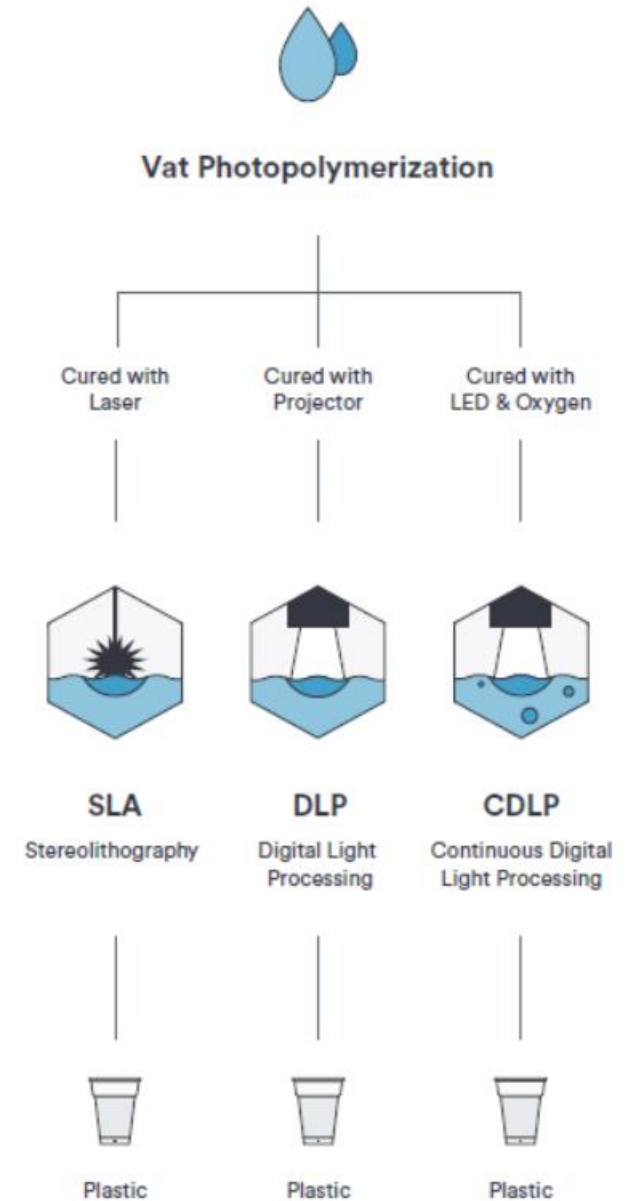 Vat Photopolymerization
Cured with
Laser
Cured with
Projector
Cured with
LED & Oxygen
SLA
Stereolithography
DLP
Digital Light
Processing
CDLP
Continuous Digital
Light Processing
Plastic
Plastic
Plastic